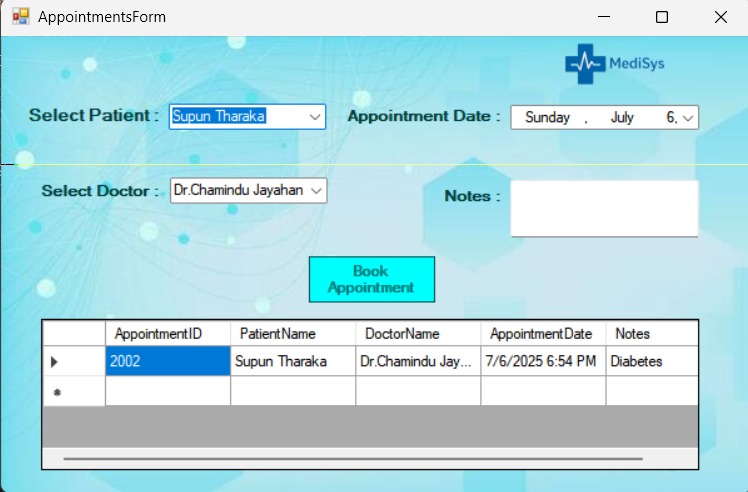 AppointmentsForm
MediSys
Select Patient : Supun Tharaka Appointment Date : Sunday , July 6,
Select Doctor : Dr.Chamindu Jayahan Notes :
Book
Appointment
AppointmentID PatientName DoctorName AppointmentDate Notes
2002 Supun Tharaka Dr.Chamindu Jay... 7/6/2025 6:54 PM Diabetes